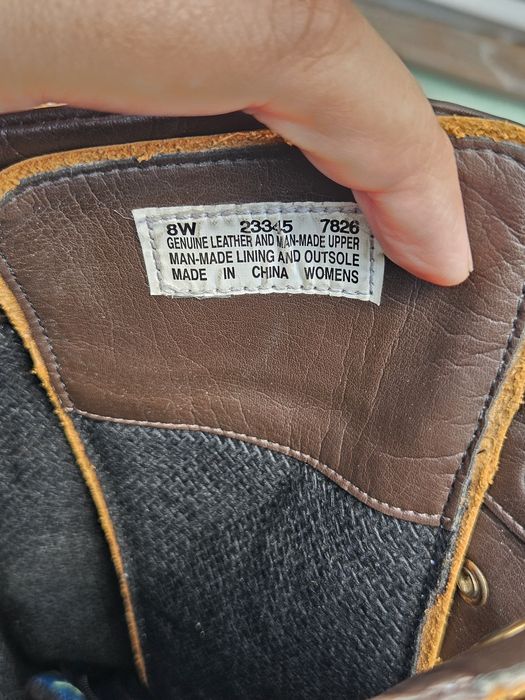 8W 23345 7826
GENUINE LEATHER AND MAN-MADE UPPER
MAN-MADE LINING AND OUTSOLE
MADE IN CHINA WOMENS